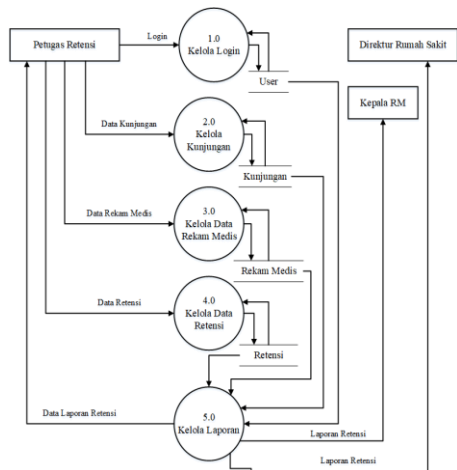 Petugas Retensi
Login
1.0
Kelola Login
Direktur Rumah Sakit
User
Kepala RM
Data Kunjungan
2.0
Kelola
Kunjungan
Kunjungan
Data Rekam Medis
3.0
Kelola Data
Rekam Medis
Rekam Medis
Data Retensi
4.0
Kelola Data
Retensi
Retensi
Data Laporan Retensi
5.0
Kelola Laporan
Laporan Retensi
Laporan Retensi